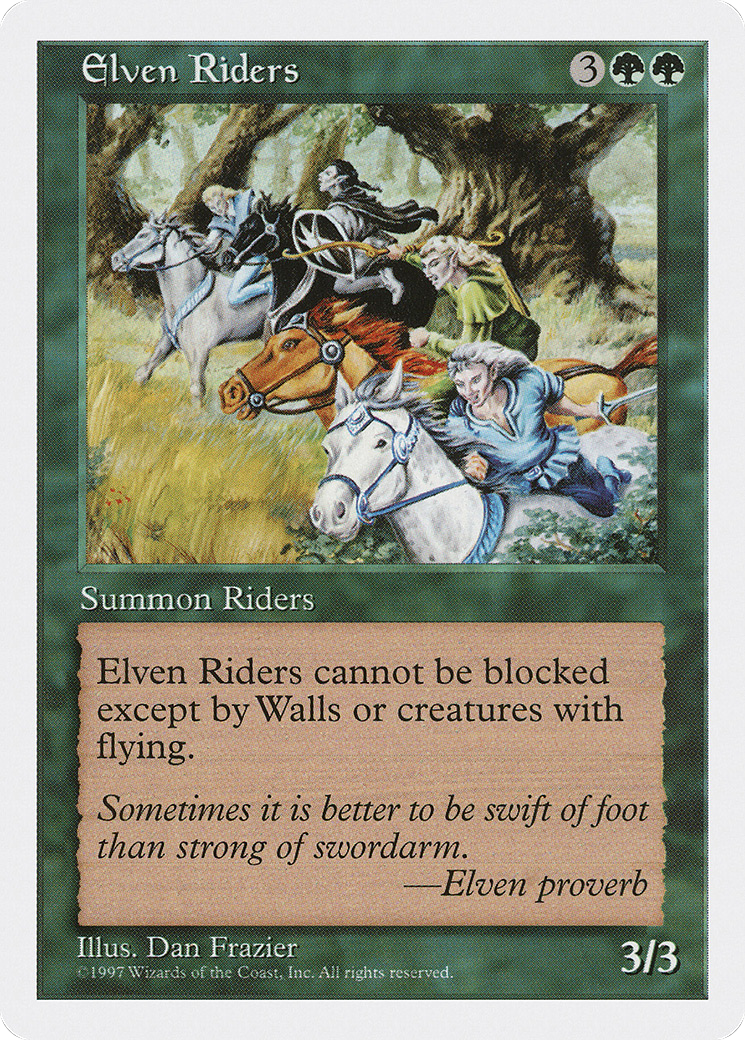 Elven Riders 3
Summon Riders
Elven Riders cannot be blocked
except by Walls or creatures with
flying.
Sometimes it is better to be swift of foot
than strong of swordarm.
—Elven proverb
Illus. Dan Frazier
©1997 Wizards of the Coast, Inc. All rights reserved.
3/3